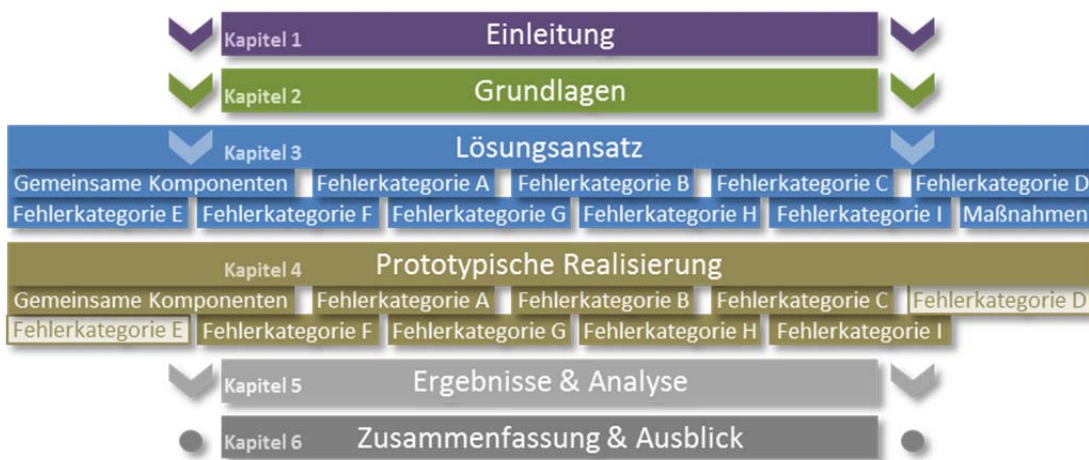 Kapitel 1 Einleitung
Kapitel 2 Grundlagen
Kapitel 3 Lösungsansatz
Gemeinsame Komponenten Fehlerkategorie A Fehlerkategorie B Fehlerkategorie C Fehlerkategorie D
Fehlerkategorie E Fehlerkategorie F Fehlerkategorie G Fehlerkategorie H Fehlerkategorie I Maßnahmen
Kapitel 4 Prototypische Realisierung
Gemeinsame Komponenten Fehlerkategorie A Fehlerkategorie B Fehlerkategorie C Fehlerkategorie D
Fehlerkategorie E Fehlerkategorie F Fehlerkategorie G Fehlerkategorie H Fehlerkategorie I
Kapitel 5 Ergebnisse & Analyse
Kapitel 6 Zusammenfassung & Ausblick